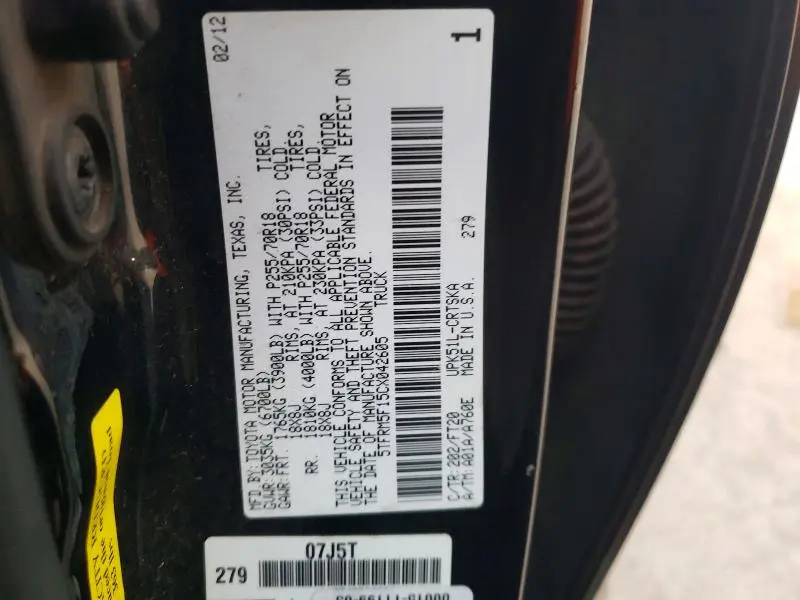 MFD BY: TOYOTA MOTOR MANUFACTURING, TEXAS, INC. 02/12
GVWR: 3035KG (6700LB)
GAWR: FRT. 1765KG (3900LB) WITH P255/70R18 TIRES,
18X8J RIMS, AT 210KPA (30PSI) COLD.
RR. 1810KG (4000LB) WITH P255/70R18 TIRES,
18X8J RIMS, AT 230KPA (33PSI) COLD.
THIS VEHICLE CONFORMS TO ALL APPLICABLE FEDERAL MOTOR
VEHICLE SAFETY AND THEFT PREVENTION STANDARDS IN EFFECT ON
THE DATE OF MANUFACTURE SHOWN ABOVE.
5TFRM5F15CX042605 TRUCK
C/TR: 202/FT20 UPK51L-CRTSKA 279
A/TM: A01A/A760E MADE IN U.S.A.
1
07J5T
279